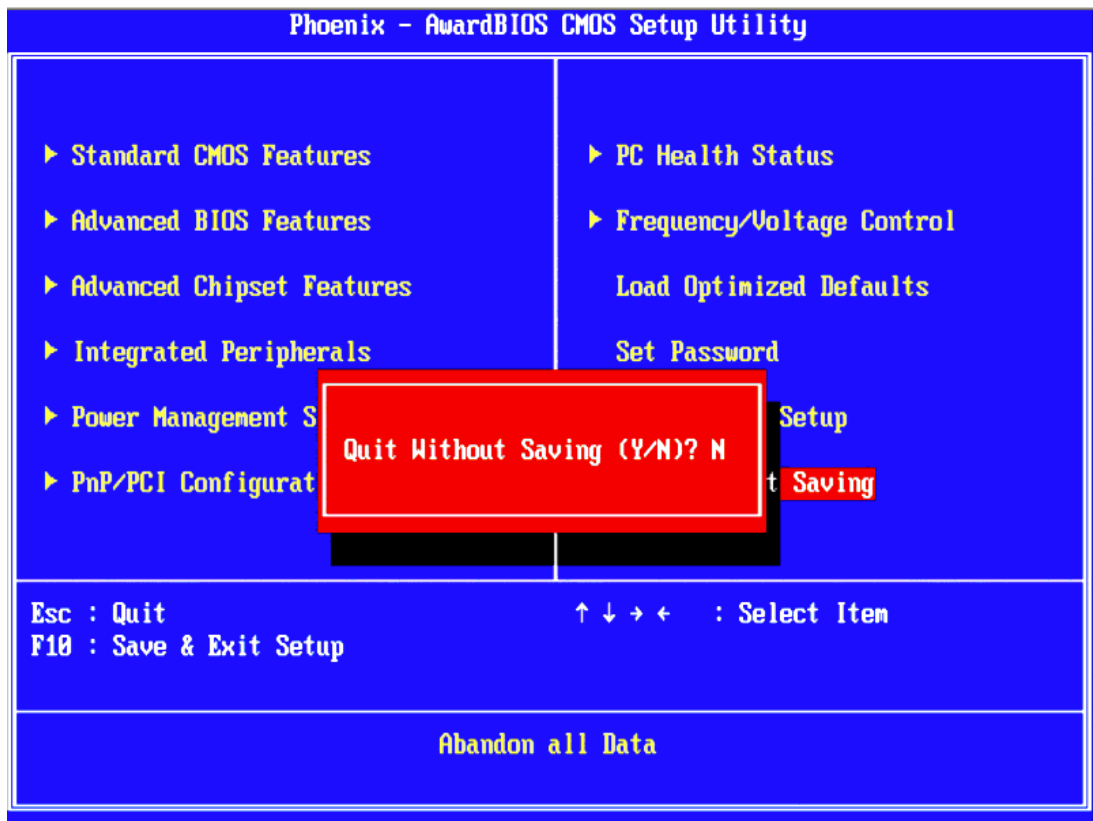 Phoenix - AwardBIOS CMOS Setup Utility
▶ Standard CMOS Features
▶ Advanced BIOS Features
▶ Advanced Chipset Features
▶ Integrated Peripherals
▶ Power Management S
▶ PnP/PCI Configurat
▶ PC Health Status
▶ Frequency/Voltage Control
Load Optimized Defaults
Set Password
Setup
t Saving
Quit Without Saving (Y/N)? N
Esc : Quit
F10 : Save & Exit Setup
↑ ↓ → ← : Select Item
Abandon all Data